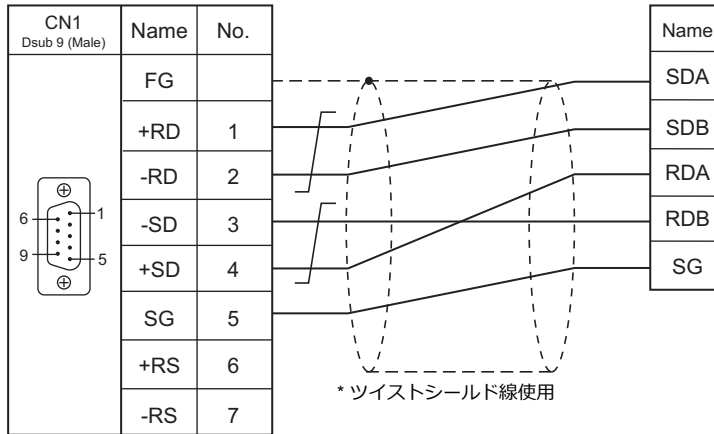 CN1
Dsub 9 (Male)
Name No.
FG
+RD 1
-RD 2
-SD 3
+SD 4
SG 5
+RS 6
-RS 7
6 1
9 5
Name
SDA
SDB
RDA
RDB
SG
* ツイストシールド線使用